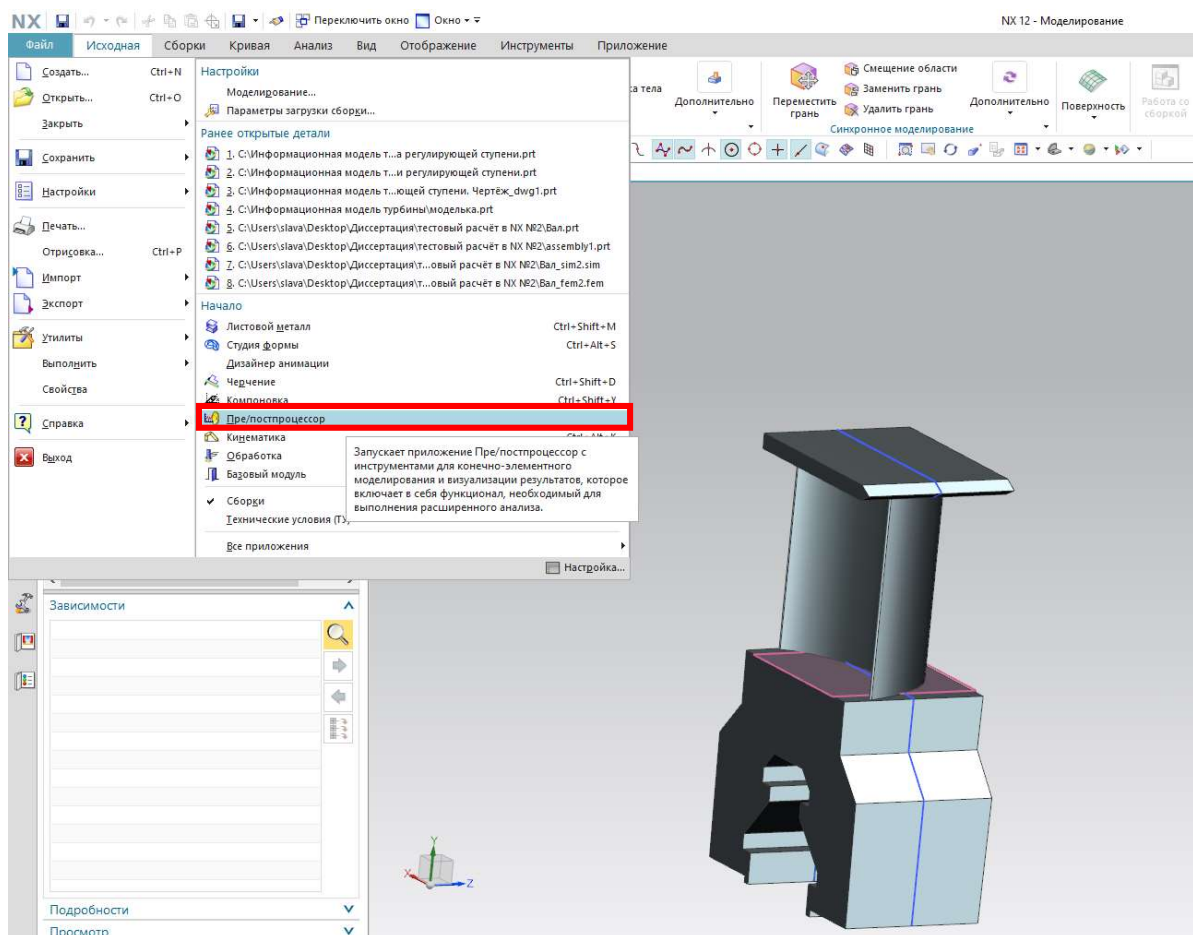 NX
Переключить окно
Окно
NX 12 - Моделирование
Файл
Исходная
Сборки
Кривая
Анализ
Вид
Отображение
Инструменты
Приложение
Создать... Ctrl+N
Открыть... Ctrl+O
Закрыть
Сохранить
Настройки
Печать...
Отрисовка... Ctrl+P
Импорт
Экспорт
Утилиты
Выполнить
Свойства
Справка
Выход
Настройки
Моделирование...
Параметры загрузки сборки...
Ранее открытые детали
1. C:\Информационная модель т...а регулирующей ступени.prt
2. C:\Информационная модель т...и регулирующей ступени.prt
3. C:\Информационная модель т...ющей ступени. Чертёж_dwg1.prt
4. C:\Информационная модель турбины\моделька.prt
5. C:\Users\slava\Desktop\Диссертация\тестовый расчёт в NX №2\Вал.prt
6. C:\Users\slava\Desktop\Диссертация\тестовый расчёт в NX №2\assembly1.prt
7. C:\Users\slava\Desktop\Диссертация\т...овый расчёт в NX №2\Вал_sim2.sim
8. C:\Users\slava\Desktop\Диссертация\т...овый расчёт в NX №2\Вал_fem2.fem
Начало
Листовой металл Ctrl+Shift+M
Студия формы Ctrl+Alt+S
Дизайнер анимации
Черчение Ctrl+Shift+D
Компоновка Ctrl+Shift+Y
Пре/постпроцессор
Кинематика Ctrl+Alt+K
Обработка
Базовый модуль
Сборки
Технические условия (ТУ)
Все приложения
Настройка...
Запускает приложение Пре/постпроцессор с
инструментами для конечно-элементного
моделирования и визуализации результатов, которое
включает в себя функционал, необходимый для
выполнения расширенного анализа.
ка тела
Дополнительно
Переместить
грань
Смещение области
Заменить грань
Удалить грань
Дополнительно
Синхронное моделирование
Поверхность
Работа со
сборкой
Зависимости
Подробности
Просмотр
Y
X
Z